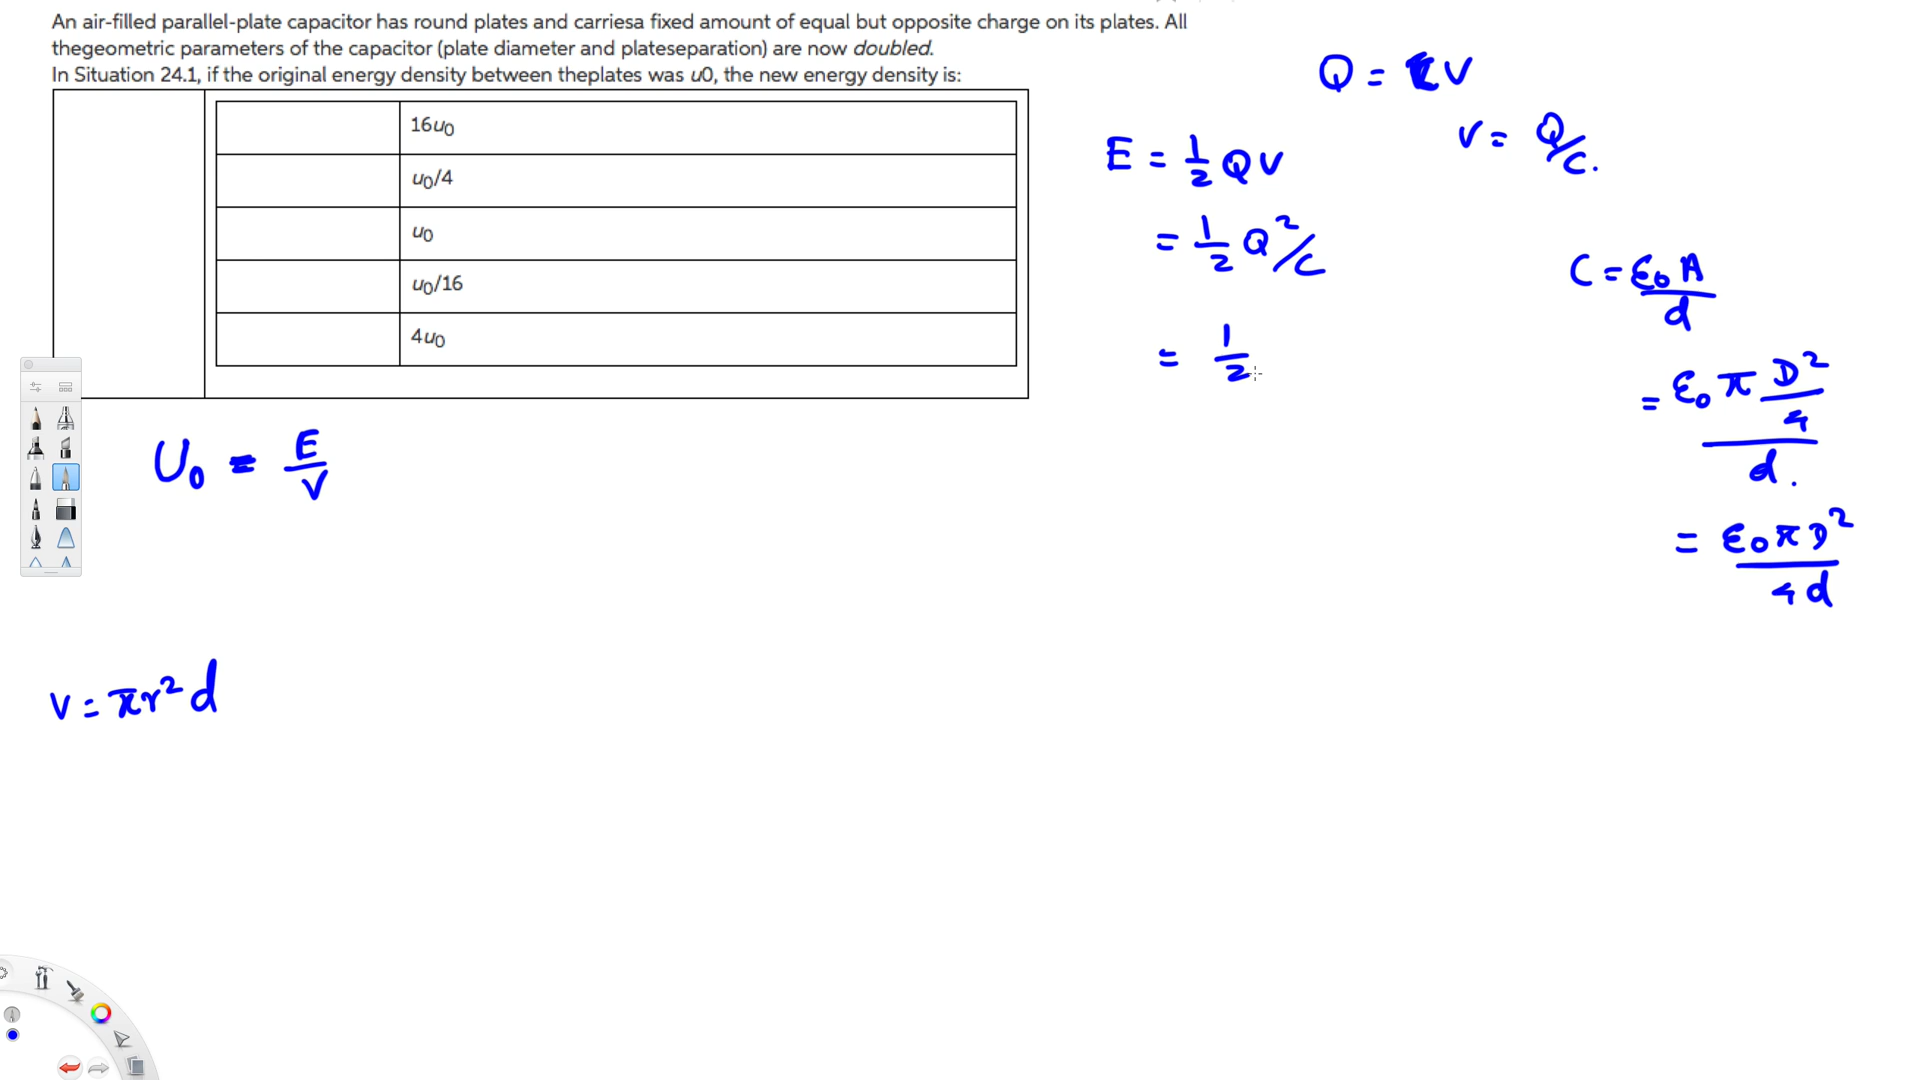 An air-filled parallel-plate capacitor has round plates and carriesa fixed amount of equal but opposite charge on its plates. All
thegeometric parameters of the capacitor (plate diameter and plateseparation) are now doubled.
In Situation 24.1, if the original energy density between theplates was u0, the new energy density is:
16u₀
u₀/4
u₀
u₀/16
4u₀
Q = CV
V = Q/C.
E = 1/2 QV
= 1/2 Q²/C
= 1/2
C = ε₀A/d
= ε₀ π D²/4 / d.
= ε₀πD²/4d
U₀ = E/V
V = πr²d